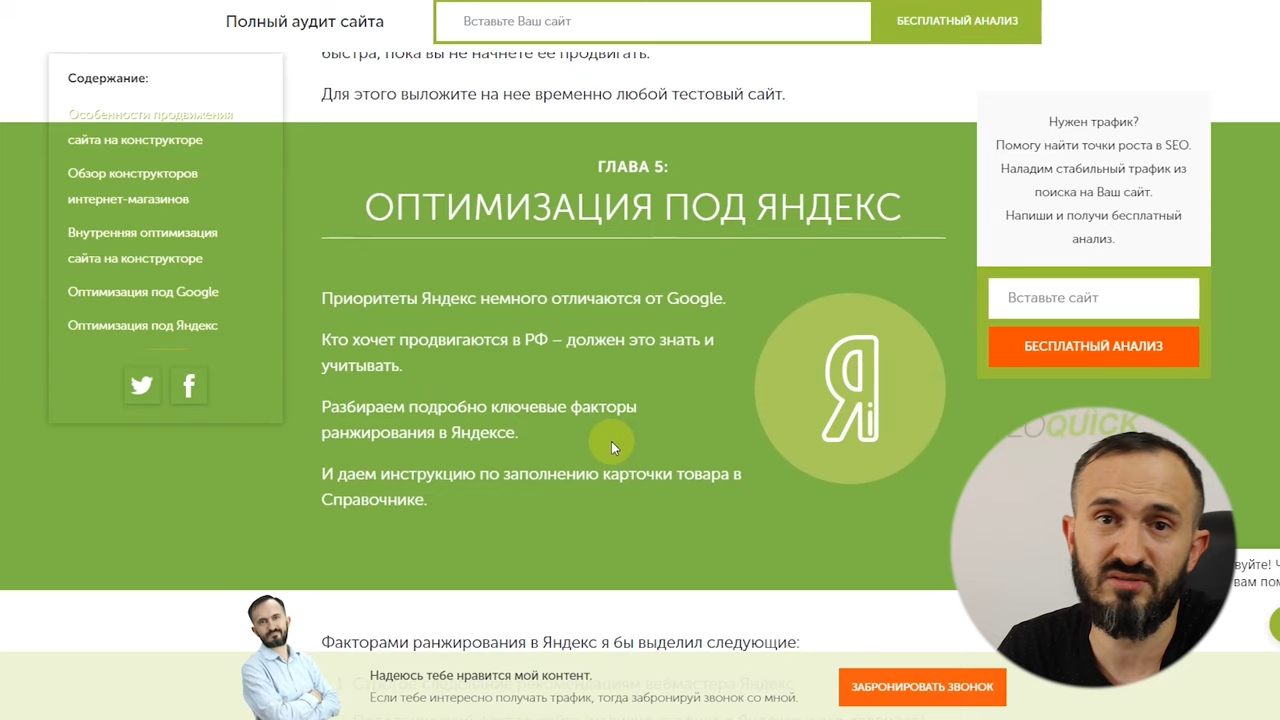 Полный аудит сайта
Вставьте Ваш сайт
БЕСПЛАТНЫЙ АНАЛИЗ
быстра, пока вы не начнете ее продвигать.
Для этого выложите на нее временно любой тестовый сайт.
Содержание:
Особенности продвижения
сайта на конструкторе
Обзор конструкторов
интернет-магазинов
Внутренняя оптимизация
сайта на конструкторе
Оптимизация под Google
Оптимизация под Яндекс
ГЛАВА 5:
ОПТИМИЗАЦИЯ ПОД ЯНДЕКС
Приоритеты Яндекс немного отличаются от Google.
Кто хочет продвигаются в РФ – должен это знать и
учитывать.
Разбираем подробно ключевые факторы
ранжирования в Яндексе.
И даем инструкцию по заполнению карточки товара в
Справочнике.
Нужен трафик?
Помогу найти точки роста в SEO.
Наладим стабильный трафик из
поиска на Ваш сайт.
Напиши и получи бесплатный
анализ.
Вставьте сайт
БЕСПЛАТНЫЙ АНАЛИЗ
Факторами ранжирования в Яндекс я бы выделил следующие:
Надеюсь тебе нравится мой контент.
Если тебе интересно получать трафик, тогда забронируй звонок со мной.
ЗАБРОНИРОВАТЬ ЗВОНОК